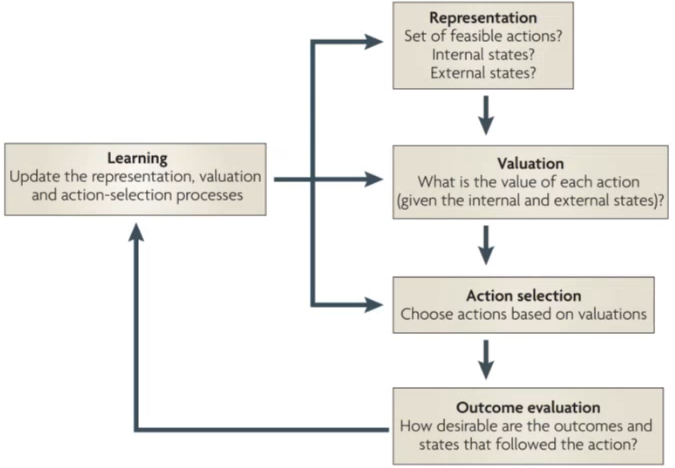 Representation
Set of feasible actions?
Internal states?
External states?
Learning
Update the representation, valuation
and action-selection processes
Valuation
What is the value of each action
(given the internal and external states)?
Action selection
Choose actions based on valuations
Outcome evaluation
How desirable are the outcomes and
states that followed the action?